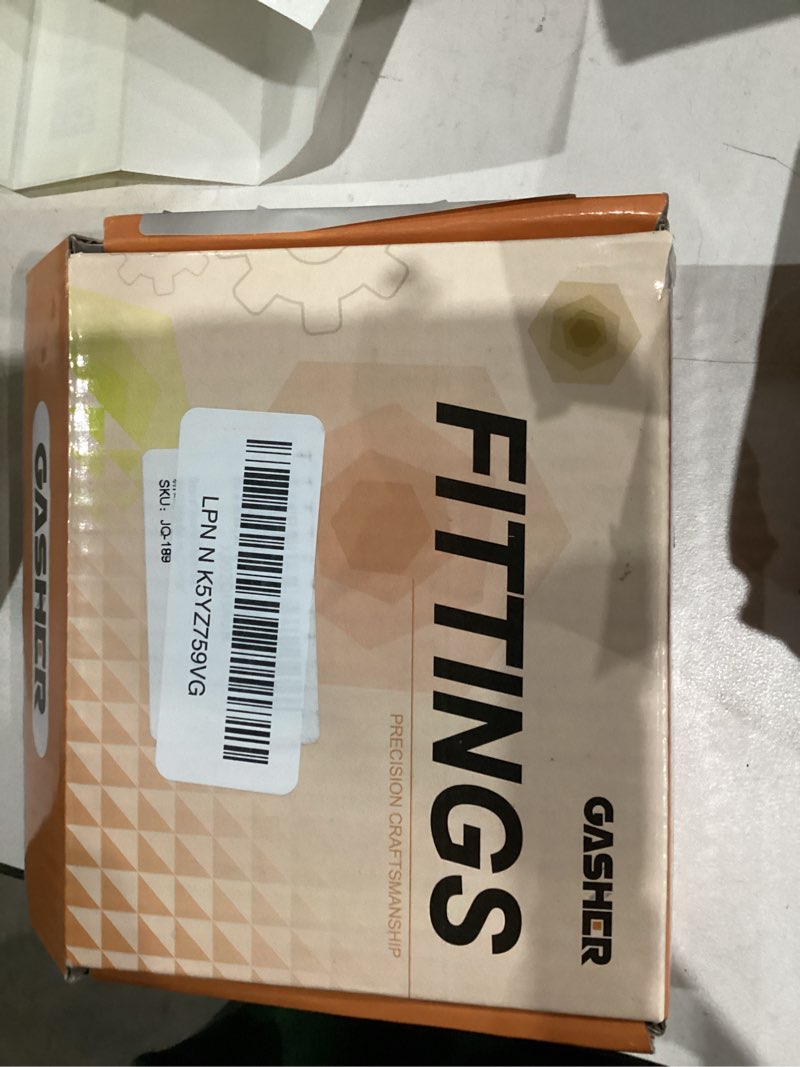 GASHER
FITTINGS
PRECISION CRAFTSMANSHIP
LPN N K5YZ759VG
SKU: JQ-189
GASHER